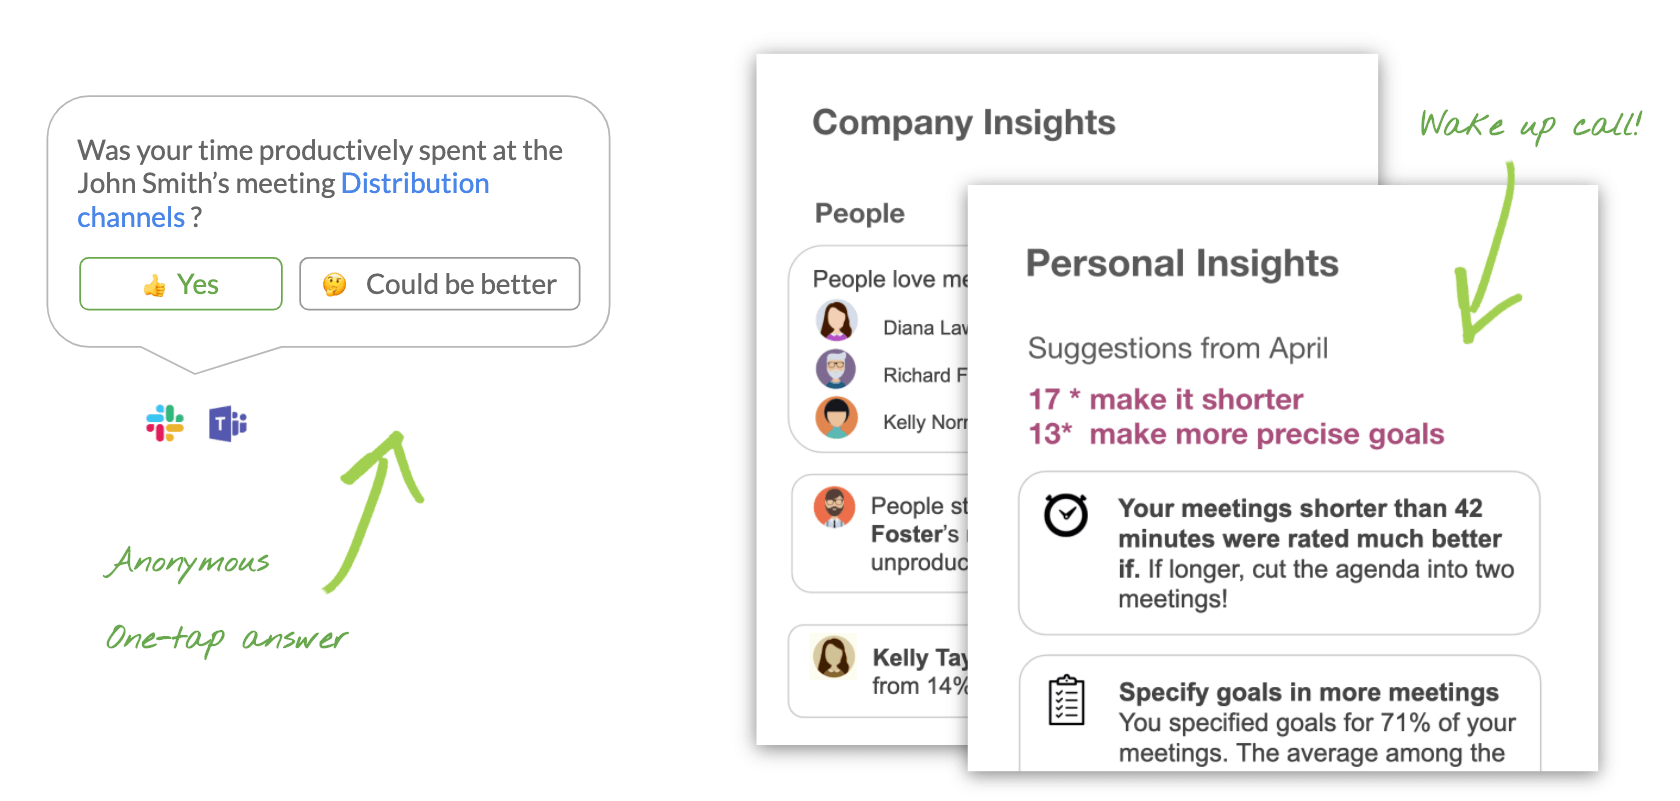 Was your time productively spent at the
John Smith's meeting Distribution
channels ?
Yes
Could be better
Anonymous
One-tap answer
Company Insights
People
People love me
Diana Law
Richard F
Kelly Norr
People st
Foster's
unproduc
Kelly Tay
from 14%
Wake up call!
Personal Insights
Suggestions from April
17 * make it shorter
13* make more precise goals
Your meetings shorter than 42
minutes were rated much better
if. If longer, cut the agenda into two
meetings!
Specify goals in more meetings
You specified goals for 71% of your
meetings. The average among the